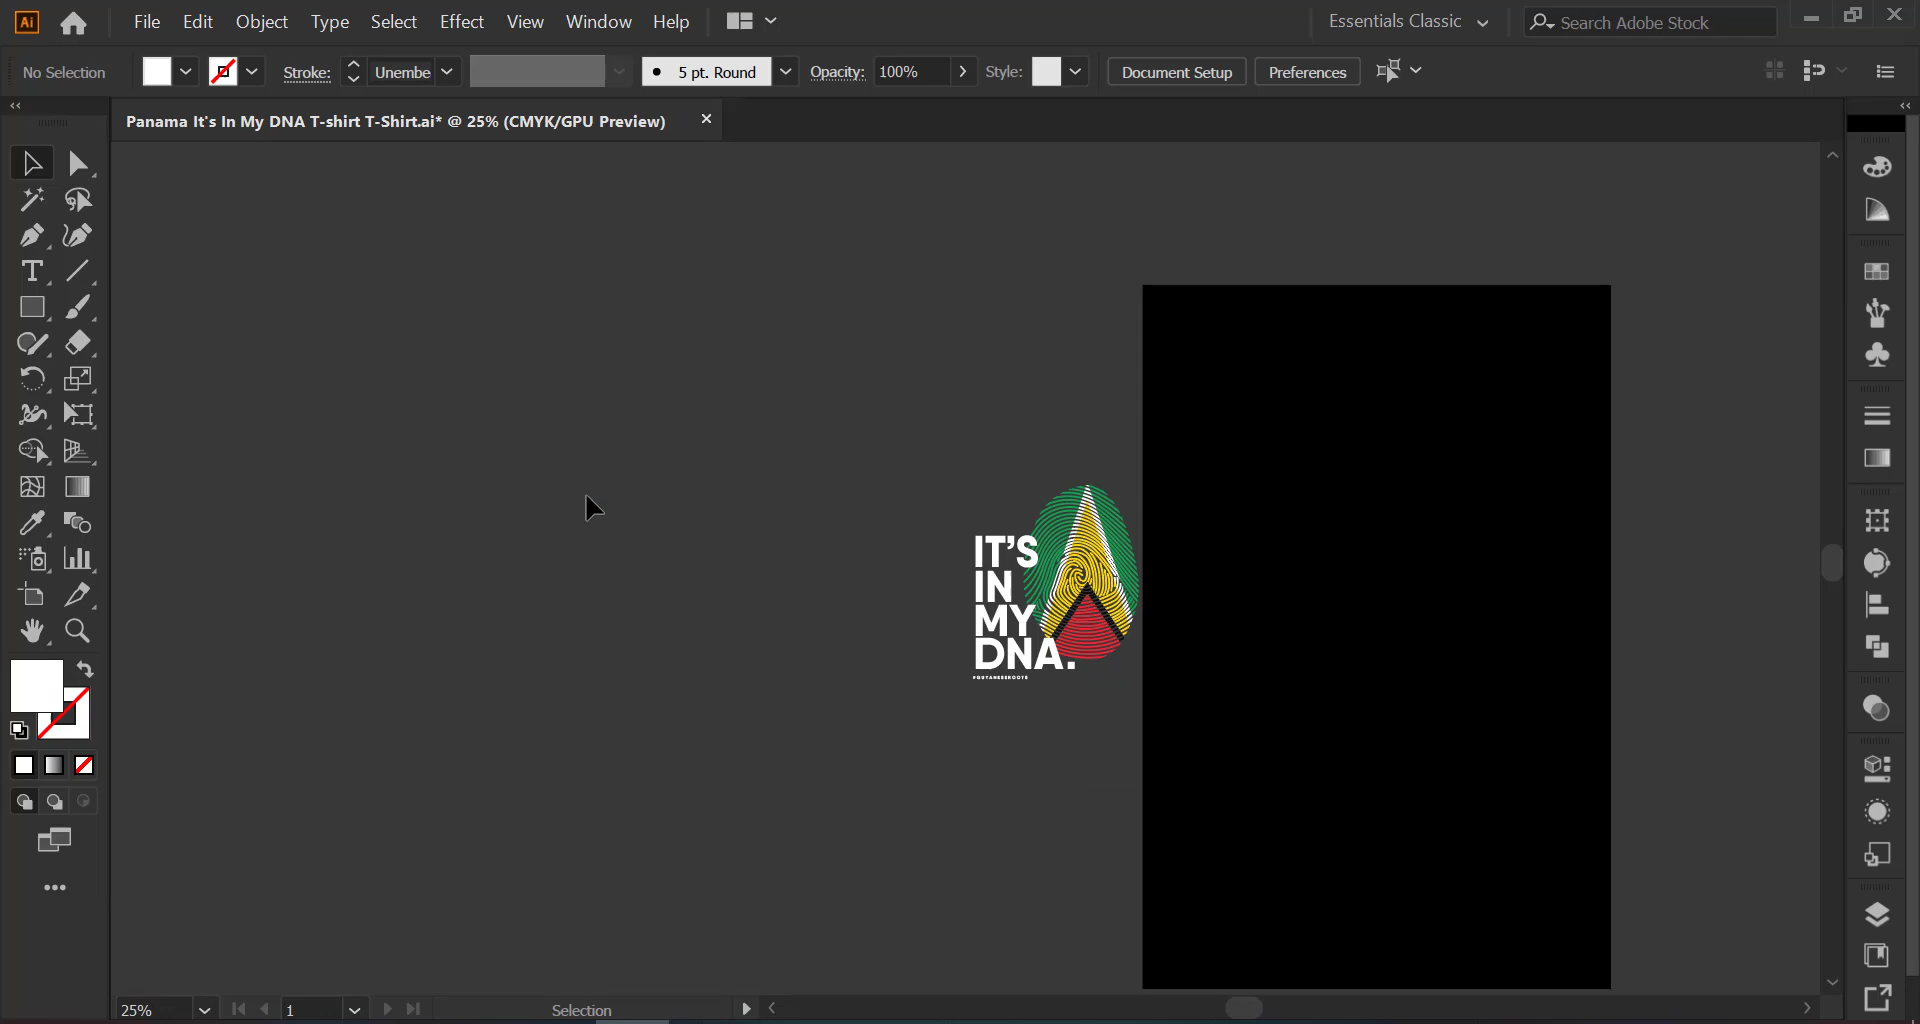 Ai File Edit Object Type Select Effect View Window Help Essentials Classic Search Adobe Stock
No Selection Stroke: Unembe 5 pt. Round Opacity: 100% Style: Document Setup Preferences
Panama It's In My DNA T-shirt T-Shirt.ai* @ 25% (CMYK/GPU Preview)
IT'S
IN
MY
DNA.
#GUYANESEROOTS
25% 1 Selection